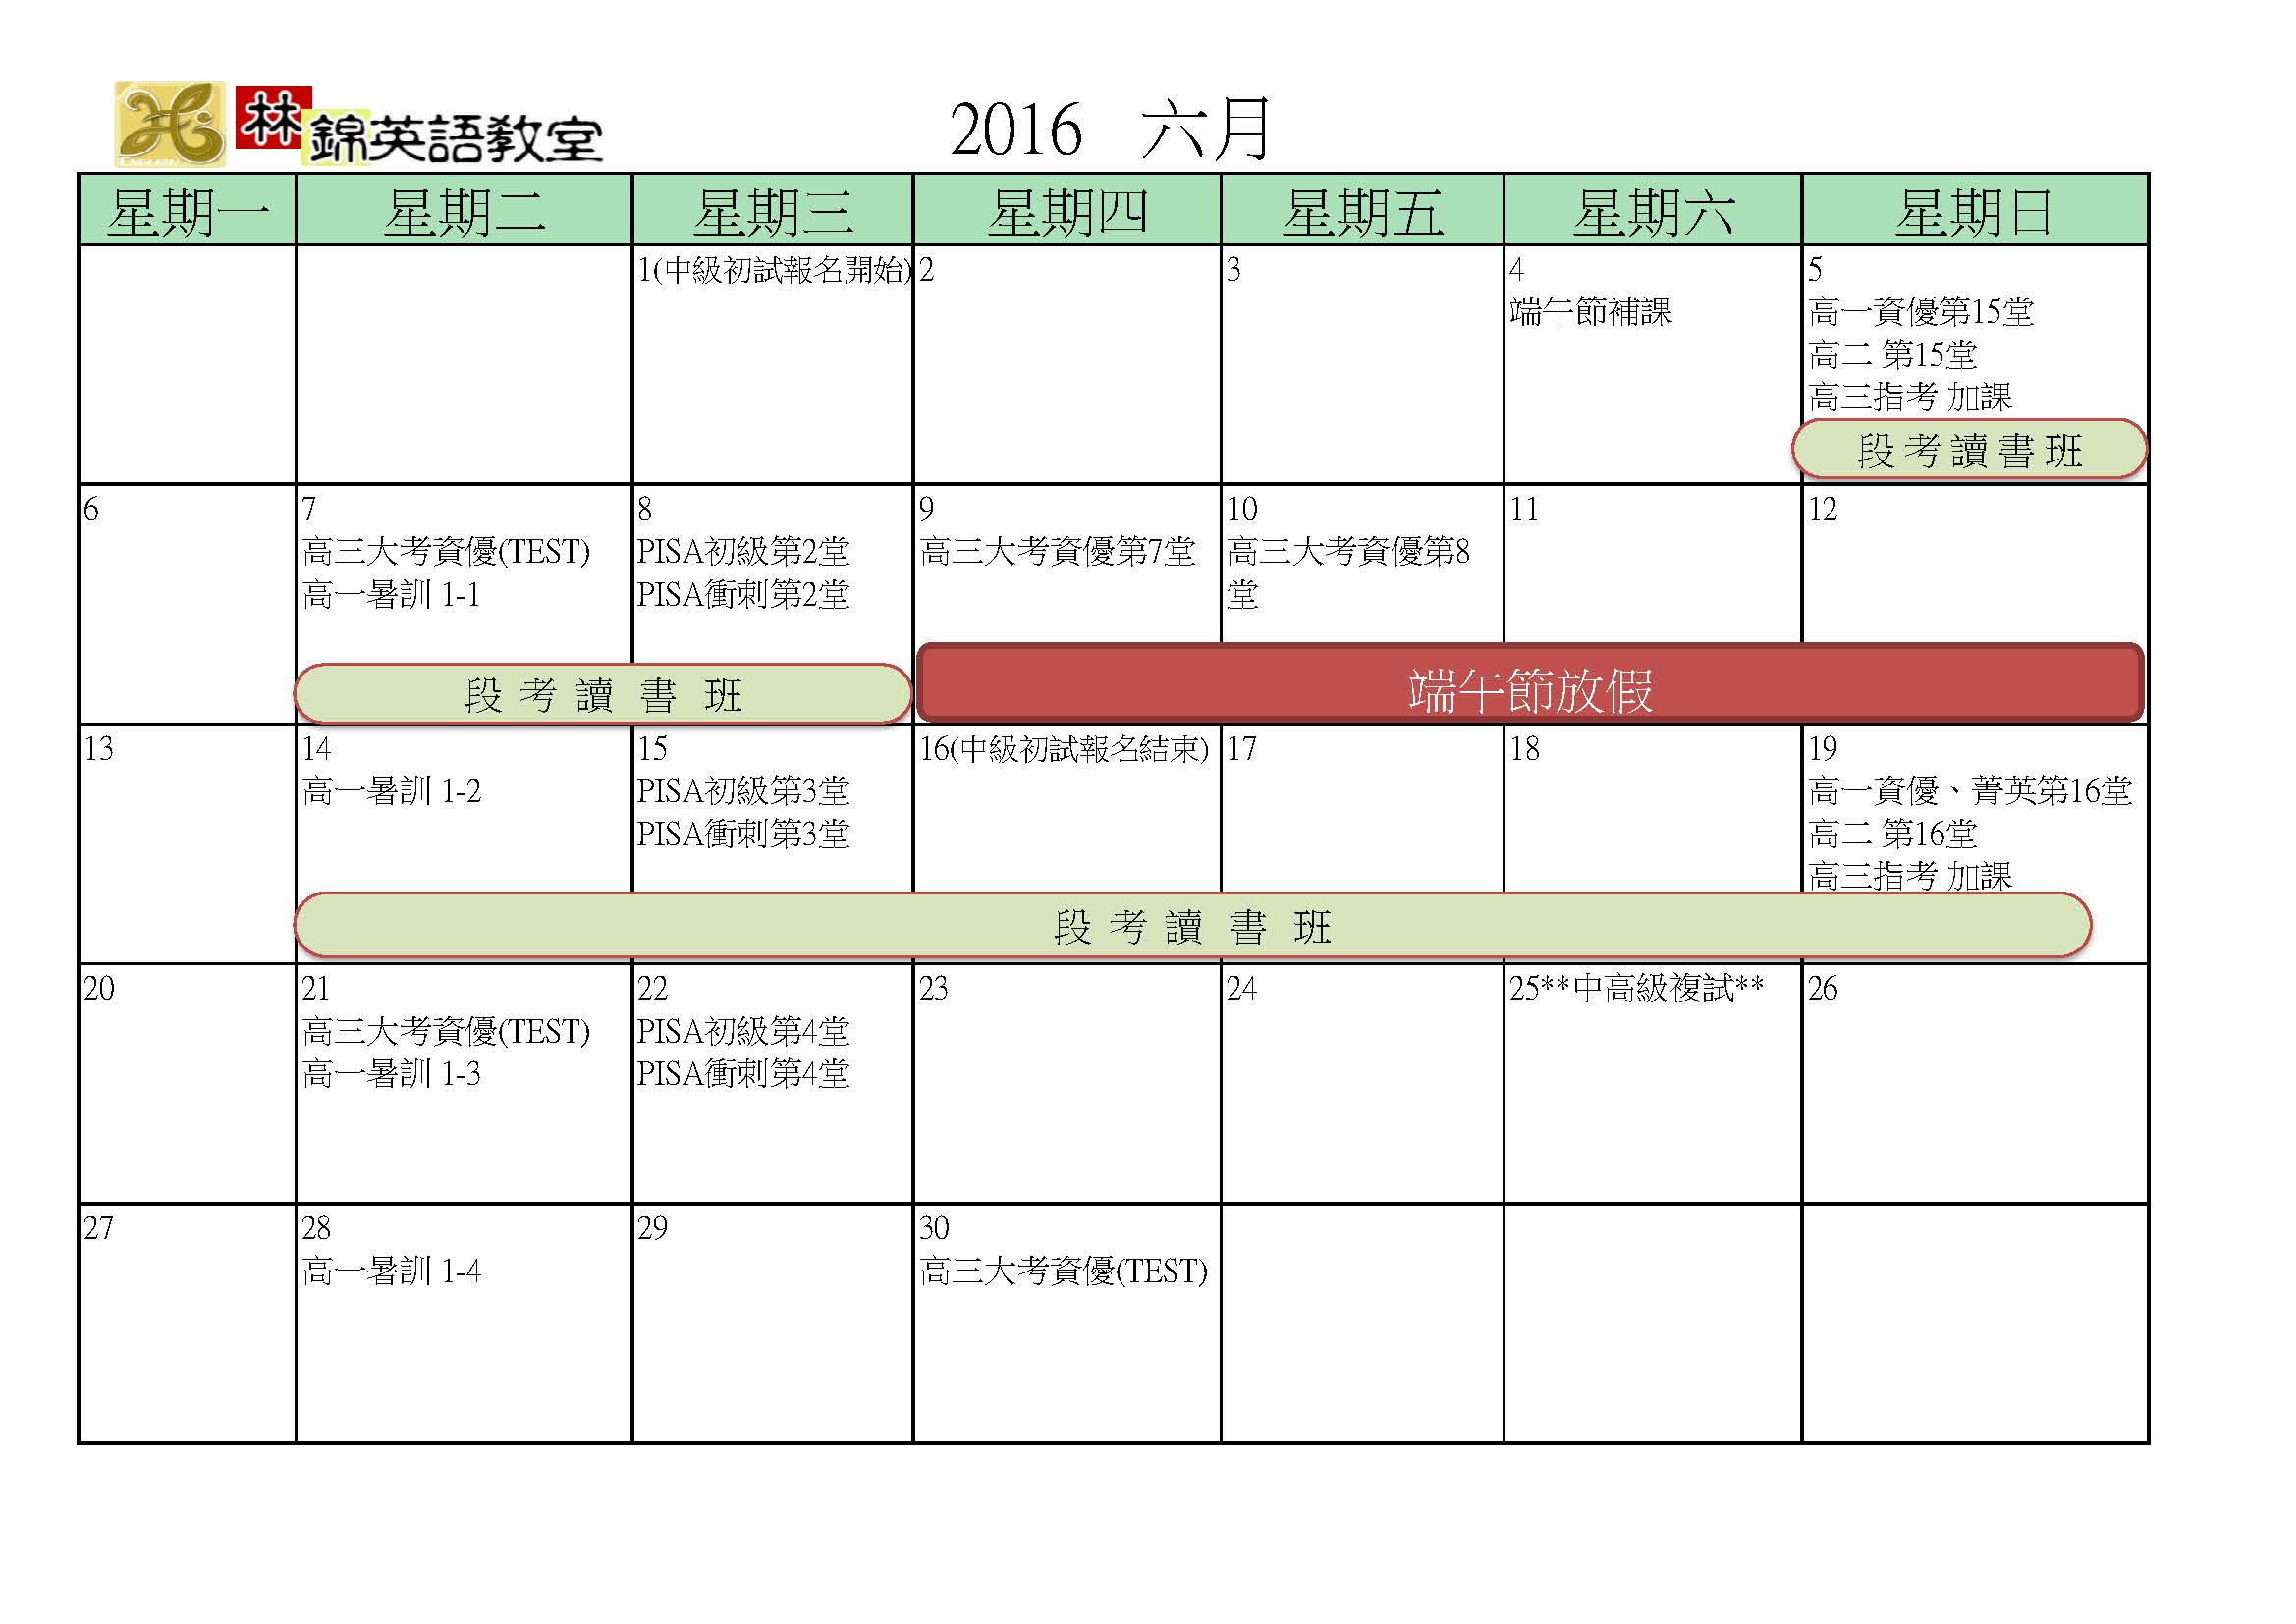 林錦英語教室
2016 六月
星期一 星期二 星期三 星期四 星期五 星期六 星期日
1(中級初試報名開始)
2
3
4
端午節補課
5
高一資優第15堂
高二 第15堂
高三指考 加課
段考讀書班
6
7
高三大考資優(TEST)
高一暑訓 1-1
8
PISA初級第2堂
PISA衝刺第2堂
段考讀書班
9
高三大考資優第7堂
10
高三大考資優第8
堂
11
12
端午節放假
13
14
高一暑訓 1-2
15
PISA初級第3堂
PISA衝刺第3堂
16(中級初試報名結束)
17
18
19
高一資優、菁英第16堂
高二 第16堂
高三指考 加課
段考讀書班
20
21
高三大考資優(TEST)
高一暑訓 1-3
22
PISA初級第4堂
PISA衝刺第4堂
23
24
25**中高級複試**
26
27
28
高一暑訓 1-4
29
30
高三大考資優(TEST)